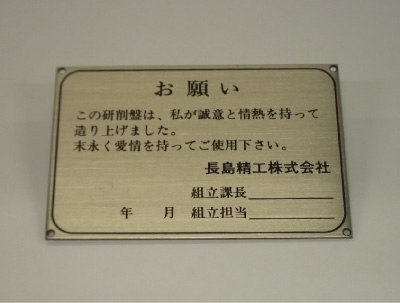 お願い
この研削盤は、私が誠意と情熱を持って
造り上げました。
末永く愛情を持ってご使用下さい。
長島精工株式会社
組立課長
年 月 組立担当